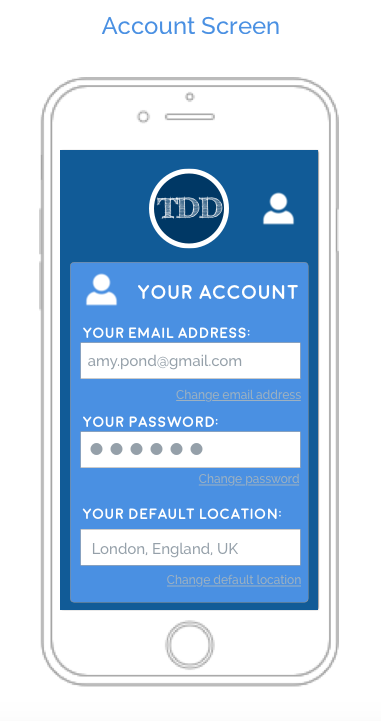 Account Screen
TDD
YOUR ACCOUNT
YOUR EMAIL ADDRESS:
amy.pond@gmail.com
Change email address
YOUR PASSWORD:
Change password
YOUR DEFAULT LOCATION:
London, England, UK
Change default location